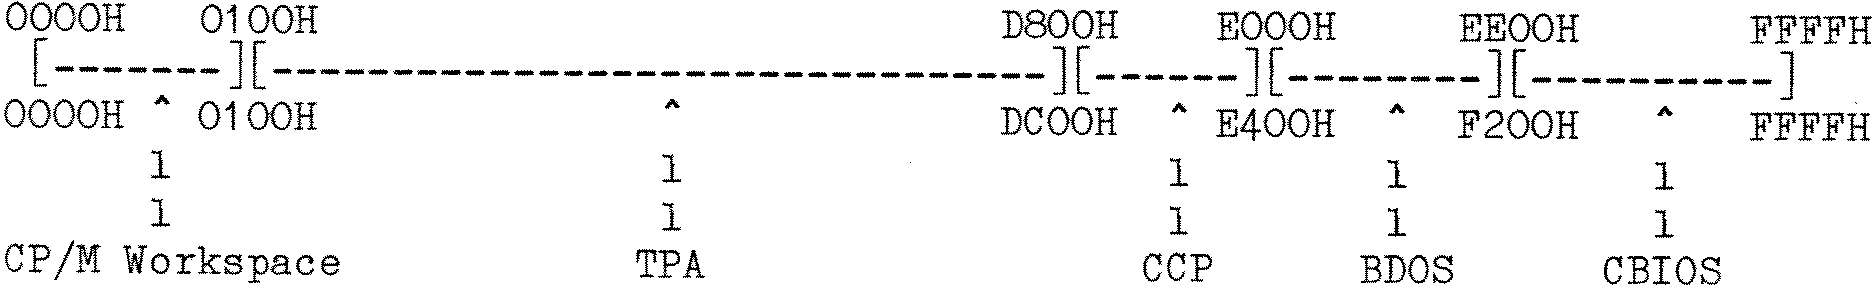 0000H 0100H D800H E000H EE00H FFFFH
[-------][--------------------------------][------][--------][----------]
0000H ^ 0100H ^ DC00H ^ E400H ^ F200H ^ FFFFH
l l l l l
l l l l l
CP/M Workspace TPA CCP BDOS CBIOS